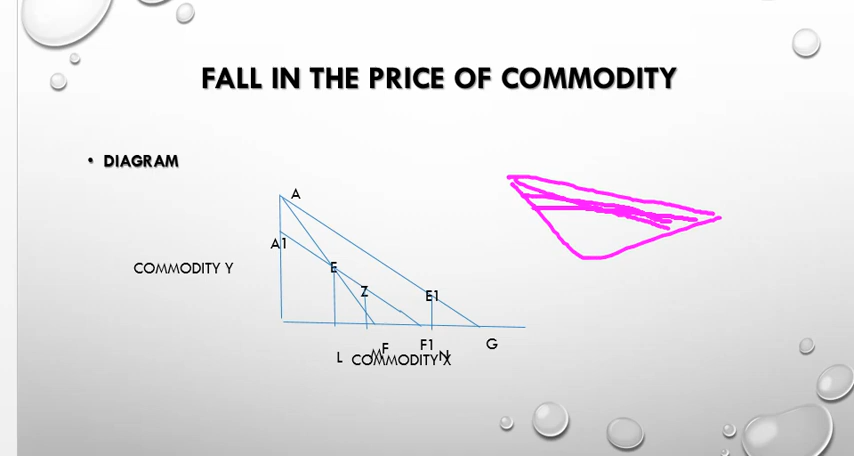 FALL IN THE PRICE OF COMMODITY
• DIAGRAM
A
A1
COMMODITY Y
E
Z
E1
F
F1
G
L
M
N
COMMODITY X